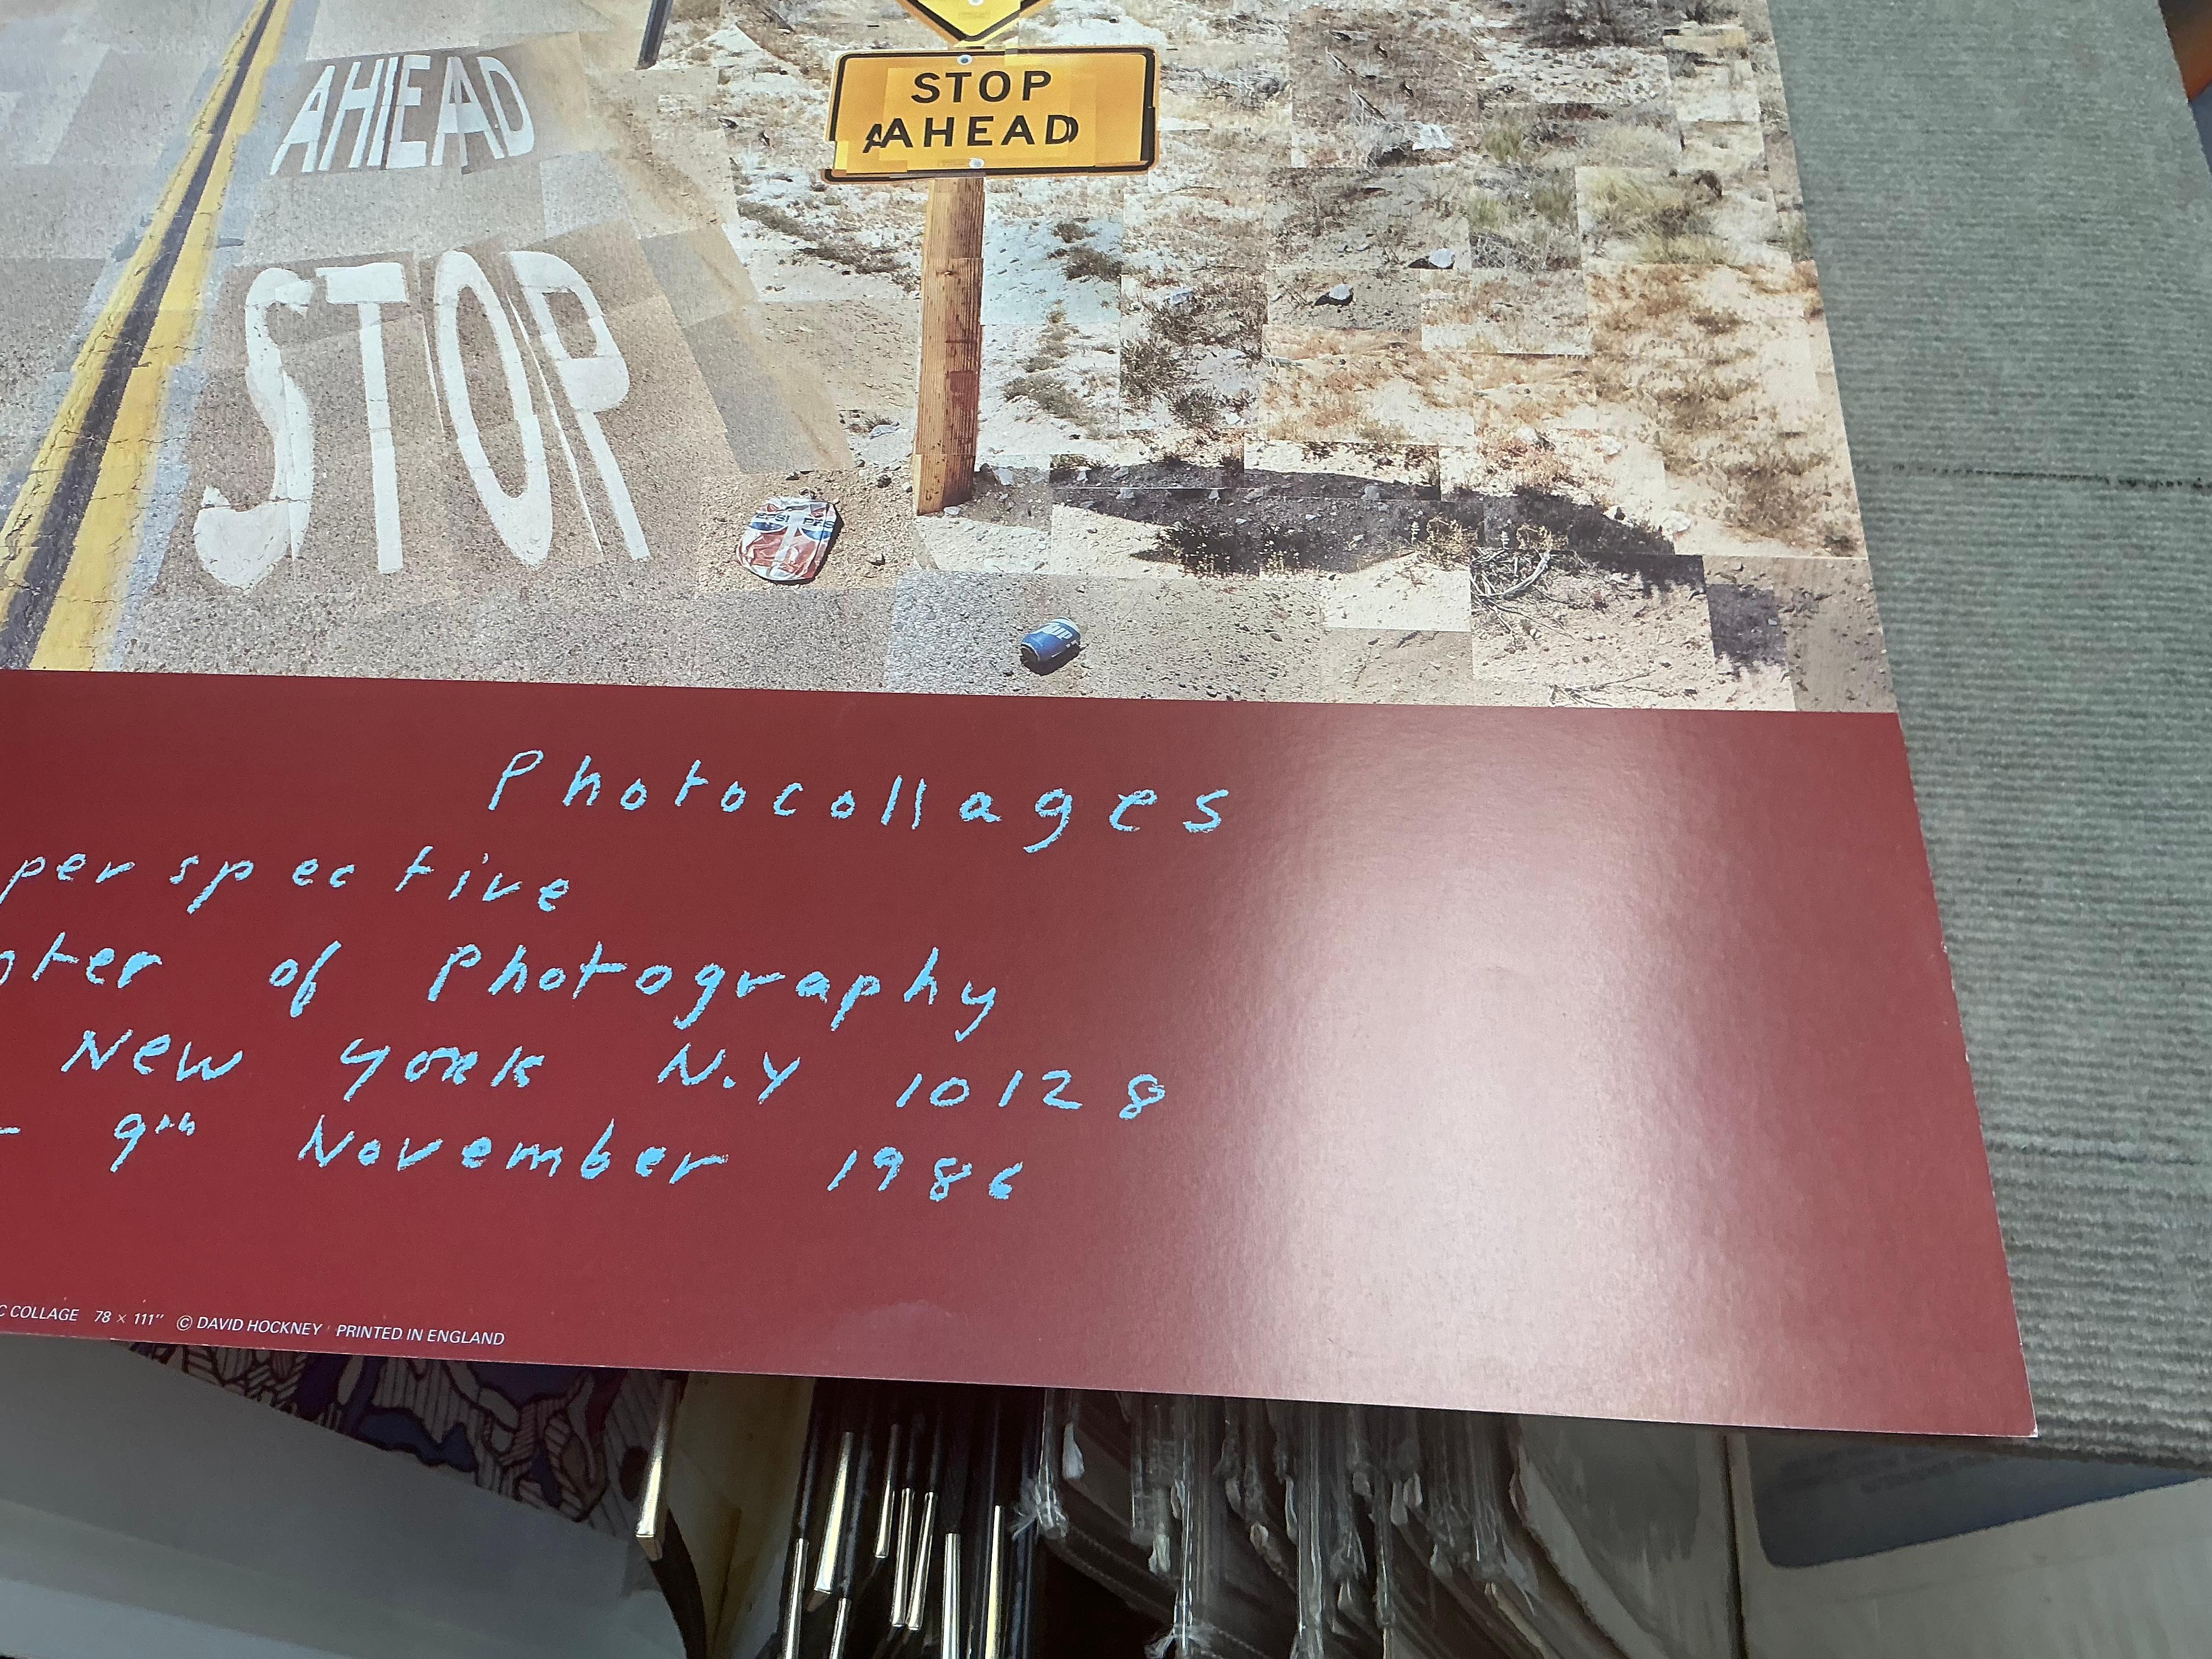 STOP
AHEAD
AHEAD
STOP
PEPSI
Photocollages
perspective
of Photography
New York N.Y 10128
- 9th November 1986
COLLAGE 78 × 111" © DAVID HOCKNEY PRINTED IN ENGLAND